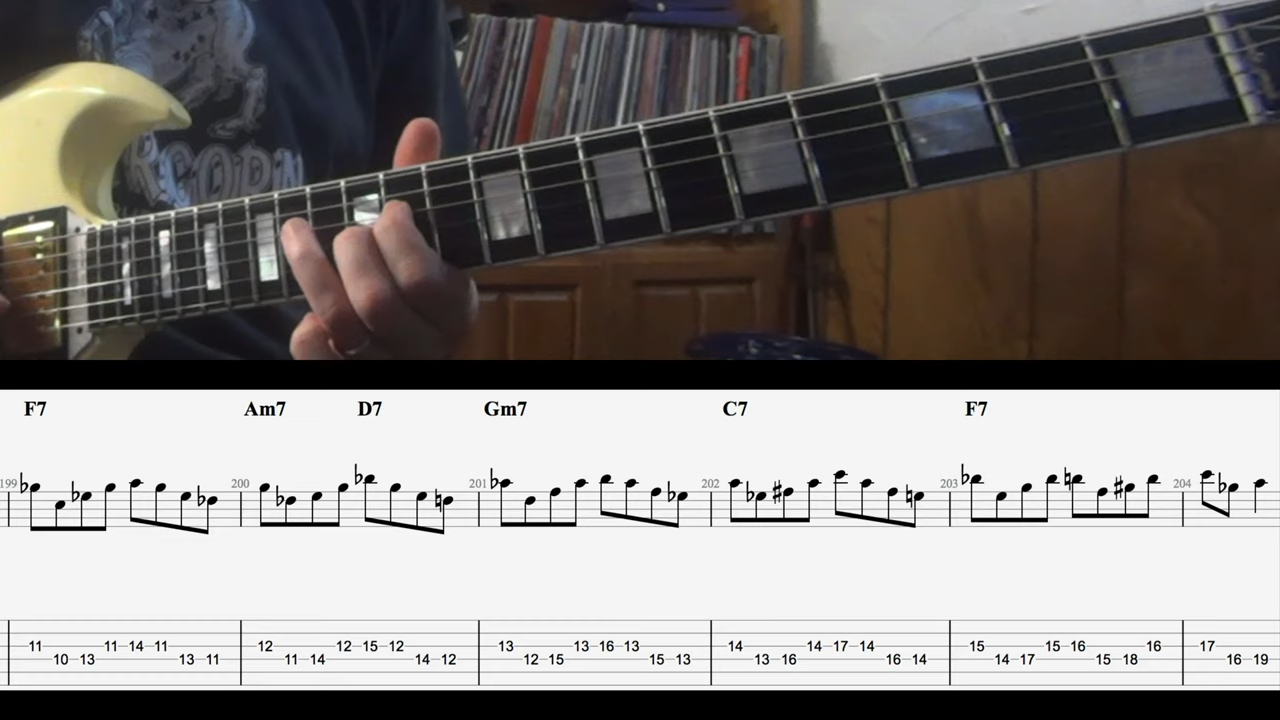 RCORN
F7 Am7 D7 Gm7 C7 F7
199 200 201 202 203 204
11 11 14 11 12 12 15 12 13 13 16 13 14 14 17 14 15 15 16 16 17
10 13 13 11 11 14 14 12 12 15 15 13 13 16 16 14 14 17 15 18 16 19